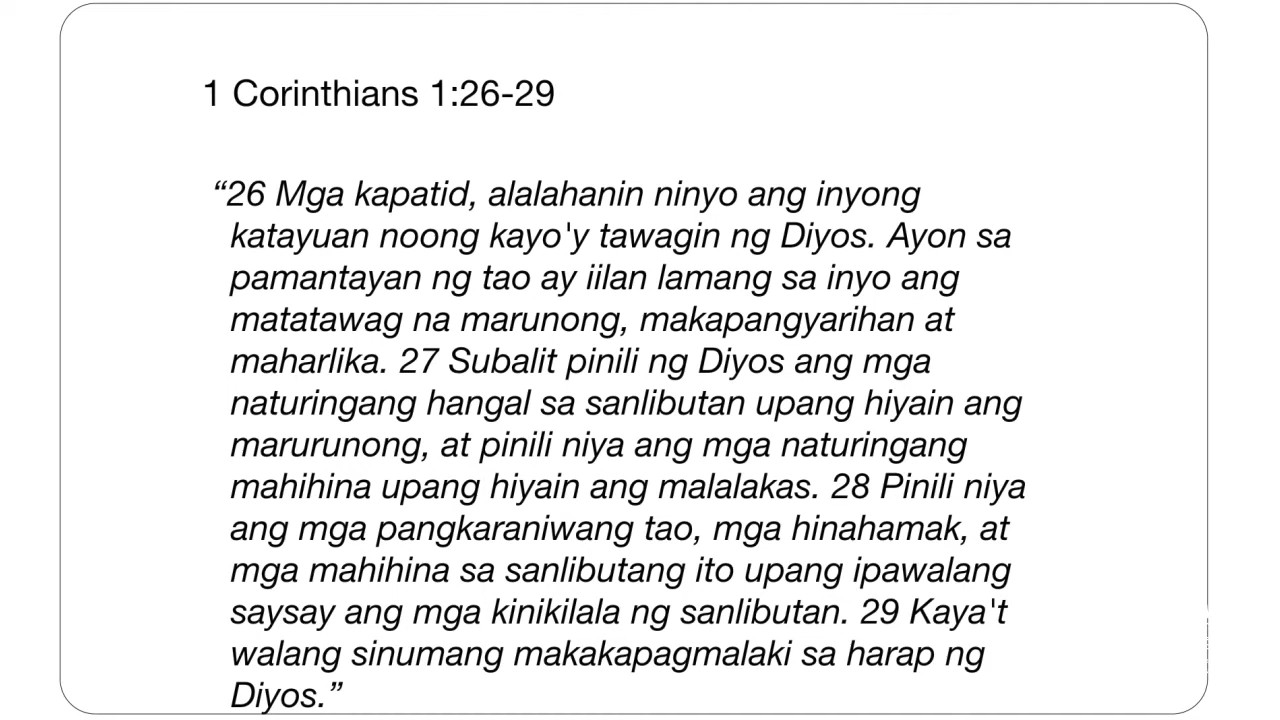 1 Corinthians 1:26-29
“26 Mga kapatid, alalahanin ninyo ang inyong
katayuan noong kayo'y tawagin ng Diyos. Ayon sa
pamantayan ng tao ay iilan lamang sa inyo ang
matatawag na marunong, makapangyarihan at
maharlika. 27 Subalit pinili ng Diyos ang mga
naturingang hangal sa sanlibutan upang hiyain ang
marurunong, at pinili niya ang mga naturingang
mahihina upang hiyain ang malalakas. 28 Pinili niya
ang mga pangkaraniwang tao, mga hinahamak, at
mga mahihina sa sanlibutang ito upang ipawalang
saysay ang mga kinikilala ng sanlibutan. 29 Kaya't
walang sinumang makakapagmalaki sa harap ng
Diyos.”